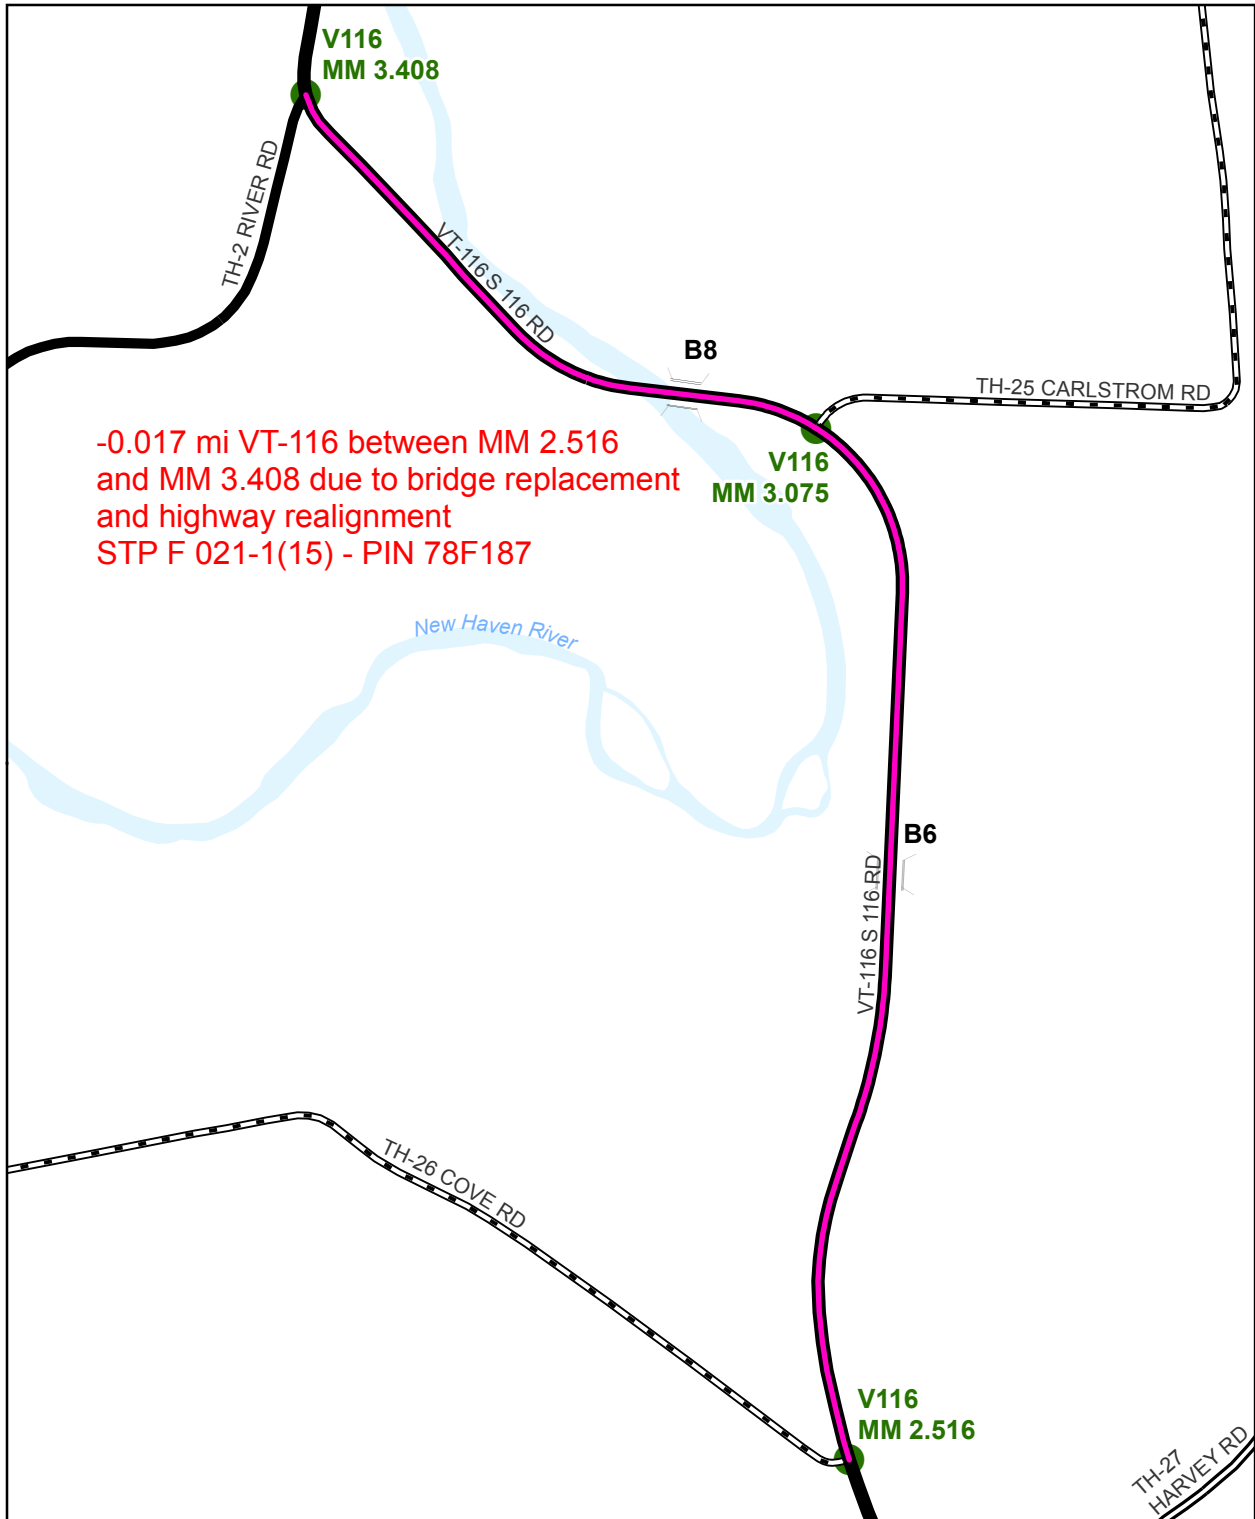 V116
MM 3.408
TH-2 RIVER RD
VT-116 S 116 RD
B8
TH-25 CARLSTROM RD
-0.017 mi VT-116 between MM 2.516
and MM 3.408 due to bridge replacement
and highway realignment
STP F 021-1(15) - PIN 78F187
V116
MM 3.075
New Haven River
B6
VT-116 S 116 RD
TH-26 COVE RD
V116
MM 2.516
TH-27
HARVEY RD